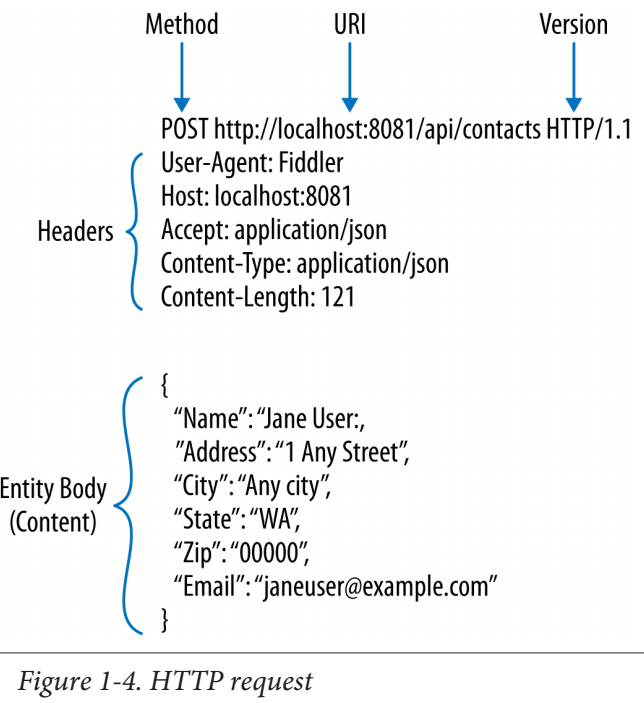 Method URI Version
POST http://localhost:8081/api/contacts HTTP/1.1
User-Agent: Fiddler
Host: localhost:8081
Headers
Accept: application/json
Content-Type: application/json
Content-Length: 121
{
“Name”: “Jane User:,
”Address”: “1 Any Street”,
“City”: “Any city”,
Entity Body
(Content)
“State”: “WA”,
“Zip”: “00000”,
“Email”: “janeuser@example.com”
}
Figure 1-4. HTTP request